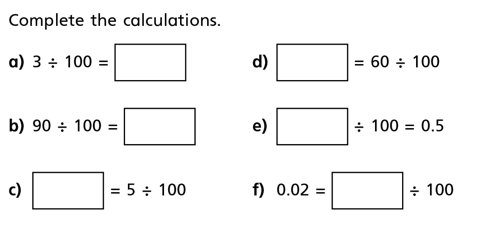 Complete the calculations.
a) 3 ÷ 100 =
d) = 60 ÷ 100
b) 90 ÷ 100 =
e) ÷ 100 = 0.5
c) = 5 ÷ 100
f) 0.02 = ÷ 100